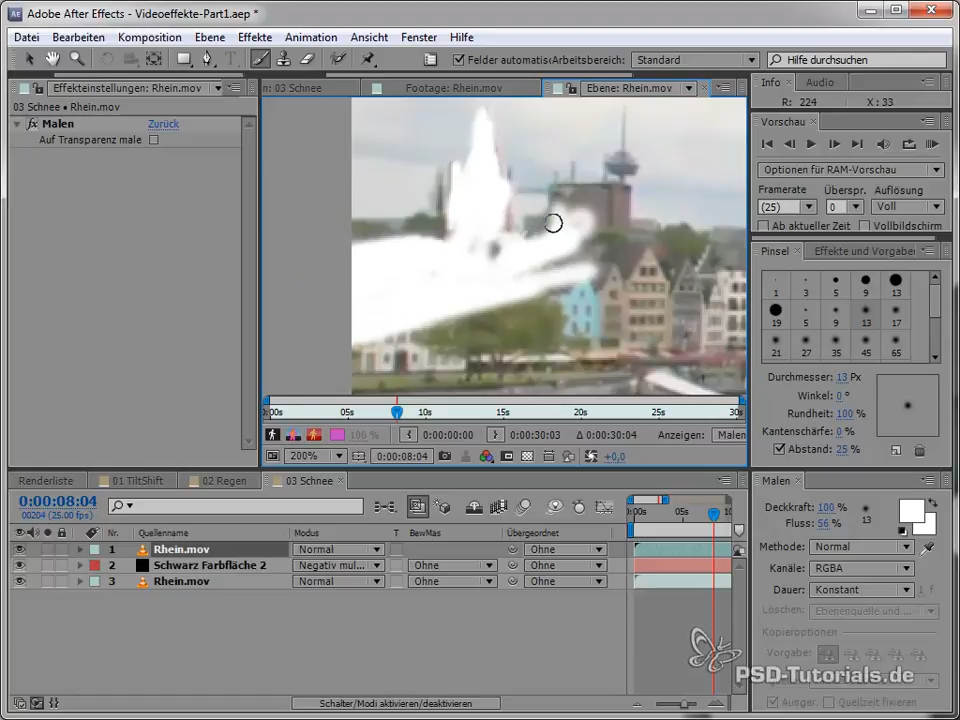 Adobe After Effects - Videoeffekte-Part1.aep *
Datei Bearbeiten Komposition Ebene Effekte Animation Ansicht Fenster Hilfe
Felder automatis Arbeitsbereich: Standard Hilfe durchsuchen
Effekteinstellungen: Rhein.mov
n: 03 Schnee Footage: Rhein.mov Ebene: Rhein.mov
Info Audio
03 Schnee • Rhein.mov
R: 224 X: 33
fx Malen Zurück
Auf Transparenz male
Vorschau
Optionen für RAM-Vorschau
Framerate Überspr. Auflösung
(25) 0 Voll
Ab aktueller Zeit Vollbildschirm
Pinsel Effekte und Vorgaben
1 3 5 9 13
19 5 9 13 17
21 27 35 45 65
Durchmesser: 13 Px
Winkel: 0 °
Rundheit: 100 %
Kantenschärfe: 0 %
Abstand: 25 %
0:00s 05s 10s 15s 20s 25s 30s
100 % 0:00:00:00 0:00:30:03 Δ 0:00:30:04 Anzeigen: Malen
200% 0:00:08:04 +0,0
Renderliste 01 TiltShift 02 Regen 03 Schnee
0:00:08:04
00204 (25.00 fps)
0:00s 05s 10
Nr. Quellenname Modus T BewMas Übergeordnet
1 Rhein.mov Normal Ohne
2 Schwarz Farbfläche 2 Negativ mul... Ohne Ohne
3 Rhein.mov Normal Ohne Ohne
Schalter/Modi aktivieren/deaktivieren
Malen
Deckkraft: 100 %
Fluss: 56 % 13
Methode: Normal
Kanäle: RGBA
Dauer: Konstant 1 f
Löschen: Ebenenquelle und ...
Kopieroptionen
Vorgabe:
PSD-Tutorials.de
Ausger. Quellzeit fixieren